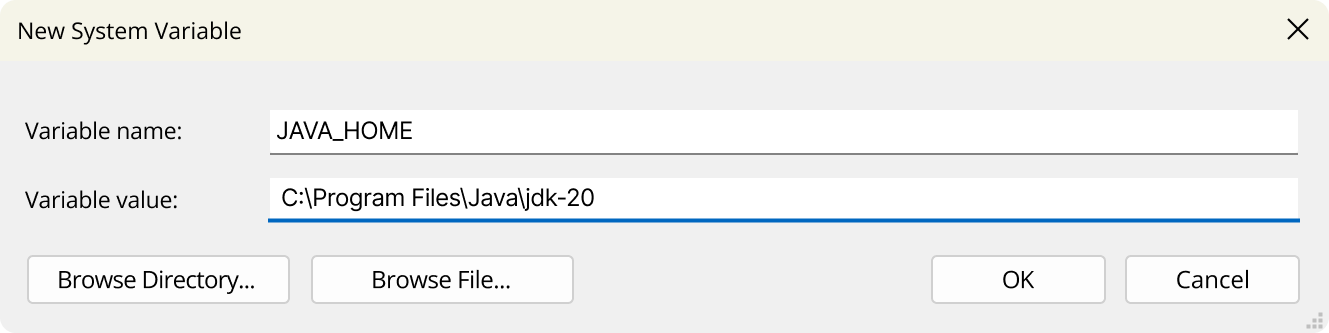 New System Variable
Variable name: JAVA_HOME
Variable value: C:\Program Files\Java\jdk-20
Browse Directory... Browse File... OK Cancel